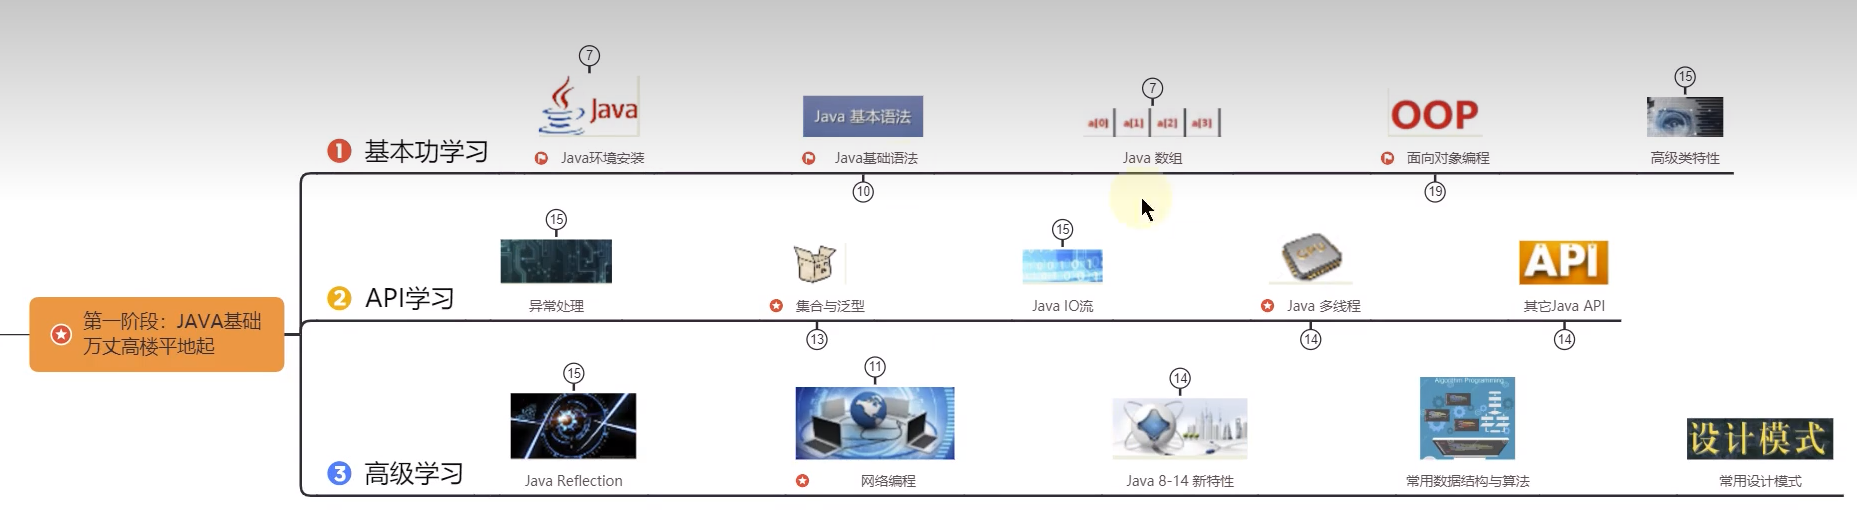 7
Java
Java 基本语法
7
a[0] a[1] a[2] a[3]
OOP
15
1 基本功学习
Java环境安装
Java基础语法
Java 数组
面向对象编程
高级类特性
10
19
15
15
00101
CPU
API
2 API学习
异常处理
集合与泛型
Java IO流
Java 多线程
其它Java API
13
14
14
第一阶段：JAVA基础
万丈高楼平地起
15
11
14
Algorithm Programming
设计模式
3 高级学习
Java Reflection
网络编程
Java 8-14 新特性
常用数据结构与算法
常用设计模式